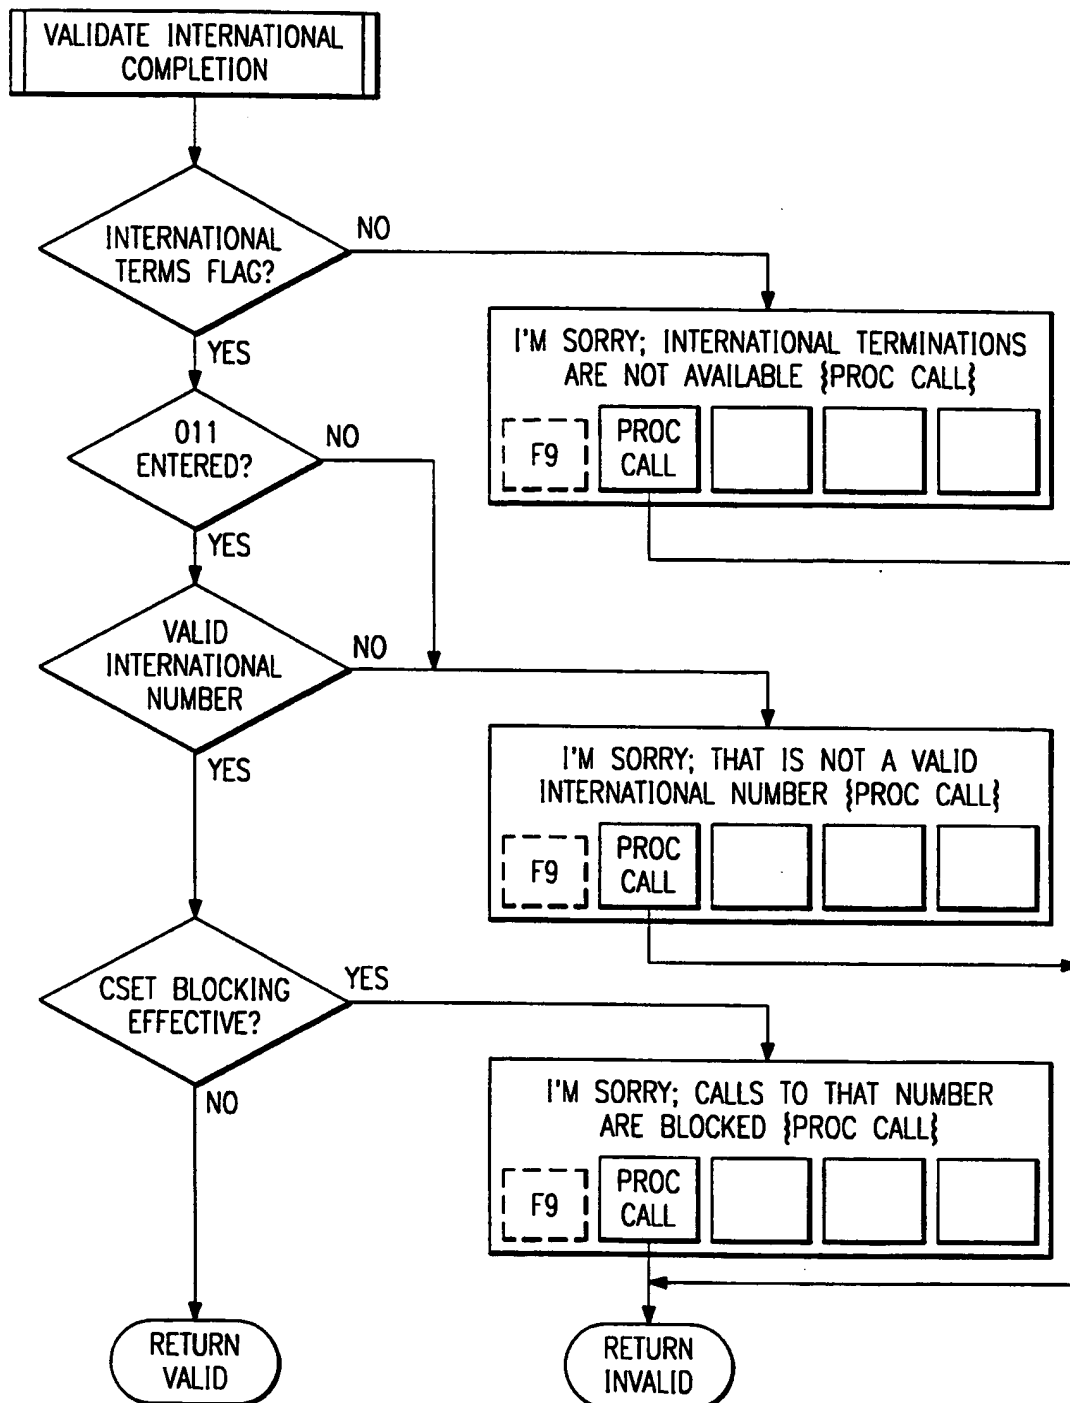 VALIDATE INTERNATIONAL
COMPLETION
INTERNATIONAL
TERMS FLAG?
NO
YES
I'M SORRY; INTERNATIONAL TERMINATIONS
ARE NOT AVAILABLE {PROC CALL}
F9
PROC
CALL
011
ENTERED?
NO
YES
VALID
INTERNATIONAL
NUMBER
NO
YES
I'M SORRY; THAT IS NOT A VALID
INTERNATIONAL NUMBER {PROC CALL}
F9
PROC
CALL
CSET BLOCKING
EFFECTIVE?
YES
NO
I'M SORRY; CALLS TO THAT NUMBER
ARE BLOCKED {PROC CALL}
F9
PROC
CALL
RETURN
VALID
RETURN
INVALID